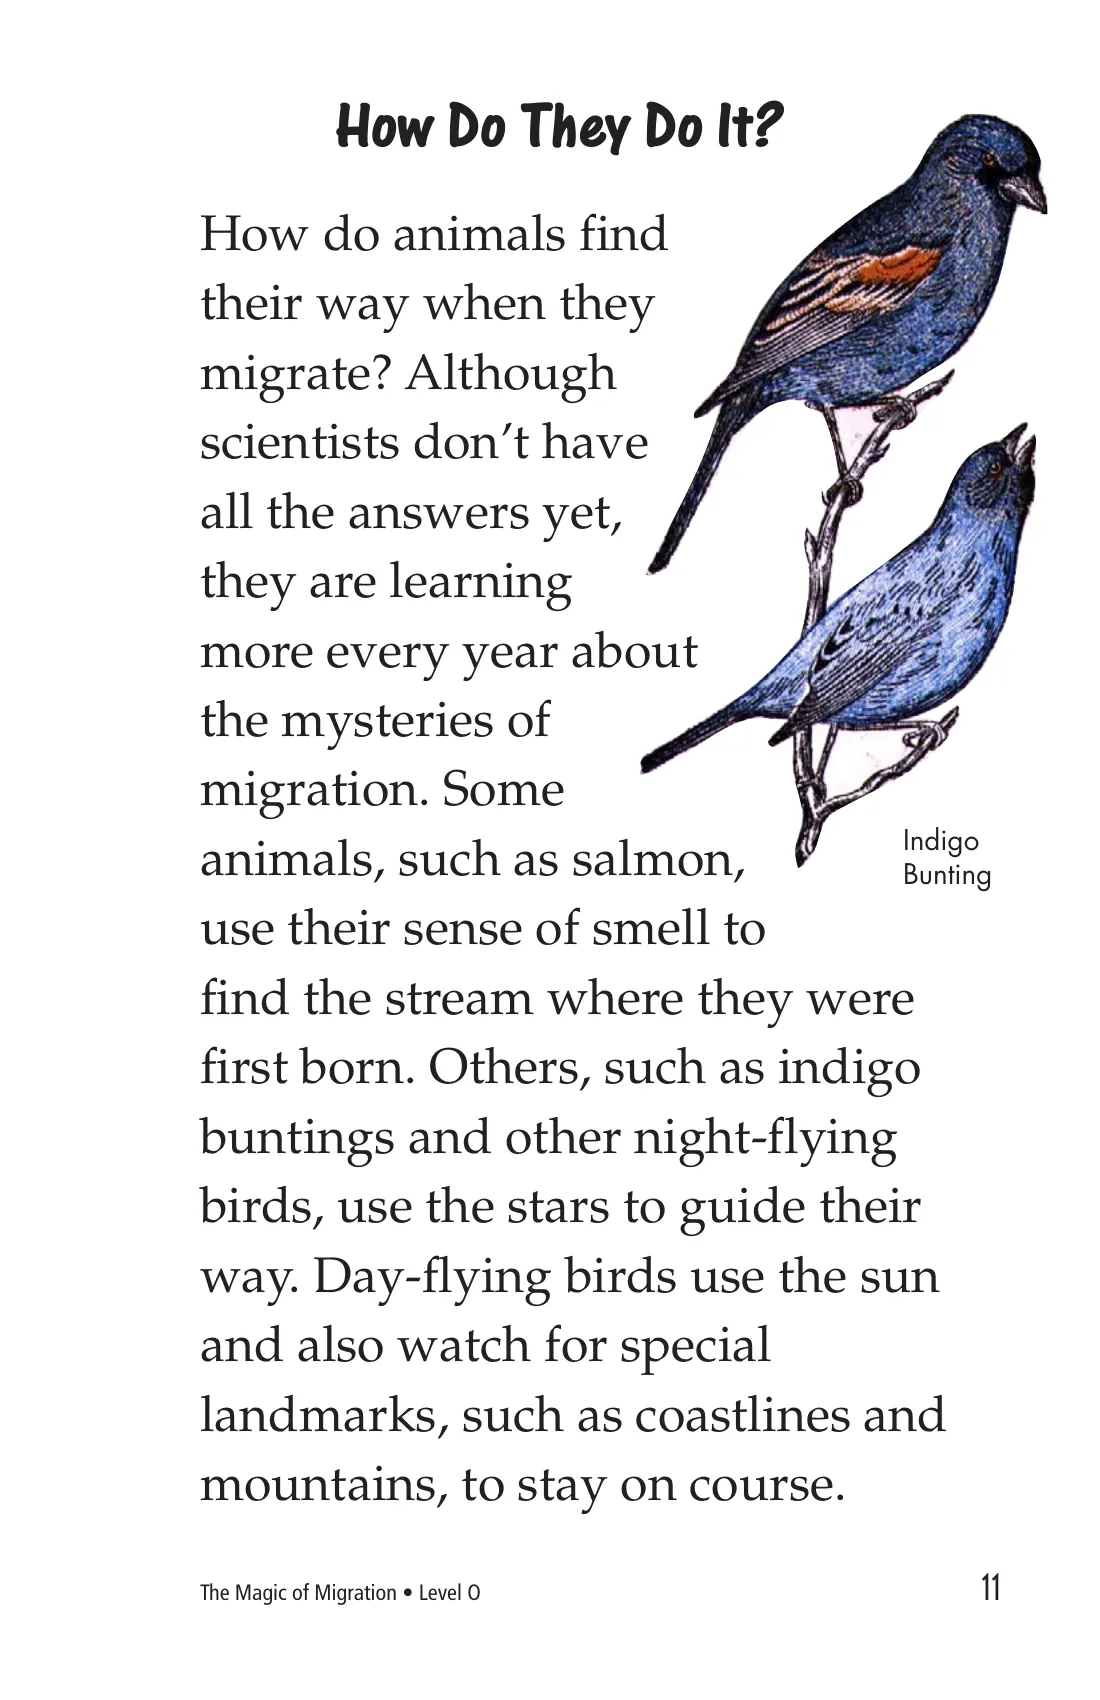 How Do They Do It?
How do animals find
their way when they
migrate? Although
scientists don’t have
all the answers yet,
they are learning
more every year about
the mysteries of
migration. Some
animals, such as salmon,
use their sense of smell to
find the stream where they were
first born. Others, such as indigo
buntings and other night-flying
birds, use the stars to guide their
way. Day-flying birds use the sun
and also watch for special
landmarks, such as coastlines and
mountains, to stay on course.
Indigo
Bunting
The Magic of Migration • Level O
11